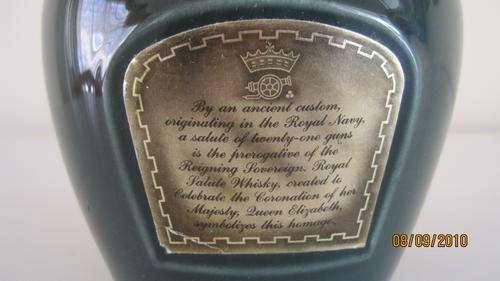 By an ancient custom,
originating in the Royal Navy,
a salute of twenty-one guns
is the prerogative of the
Reigning Sovereign. Royal
Salute Whisky, created to
Celebrate the Coronation of her
Majesty; Queen Elizabeth,
symbolizes this homage.
08/09/2010